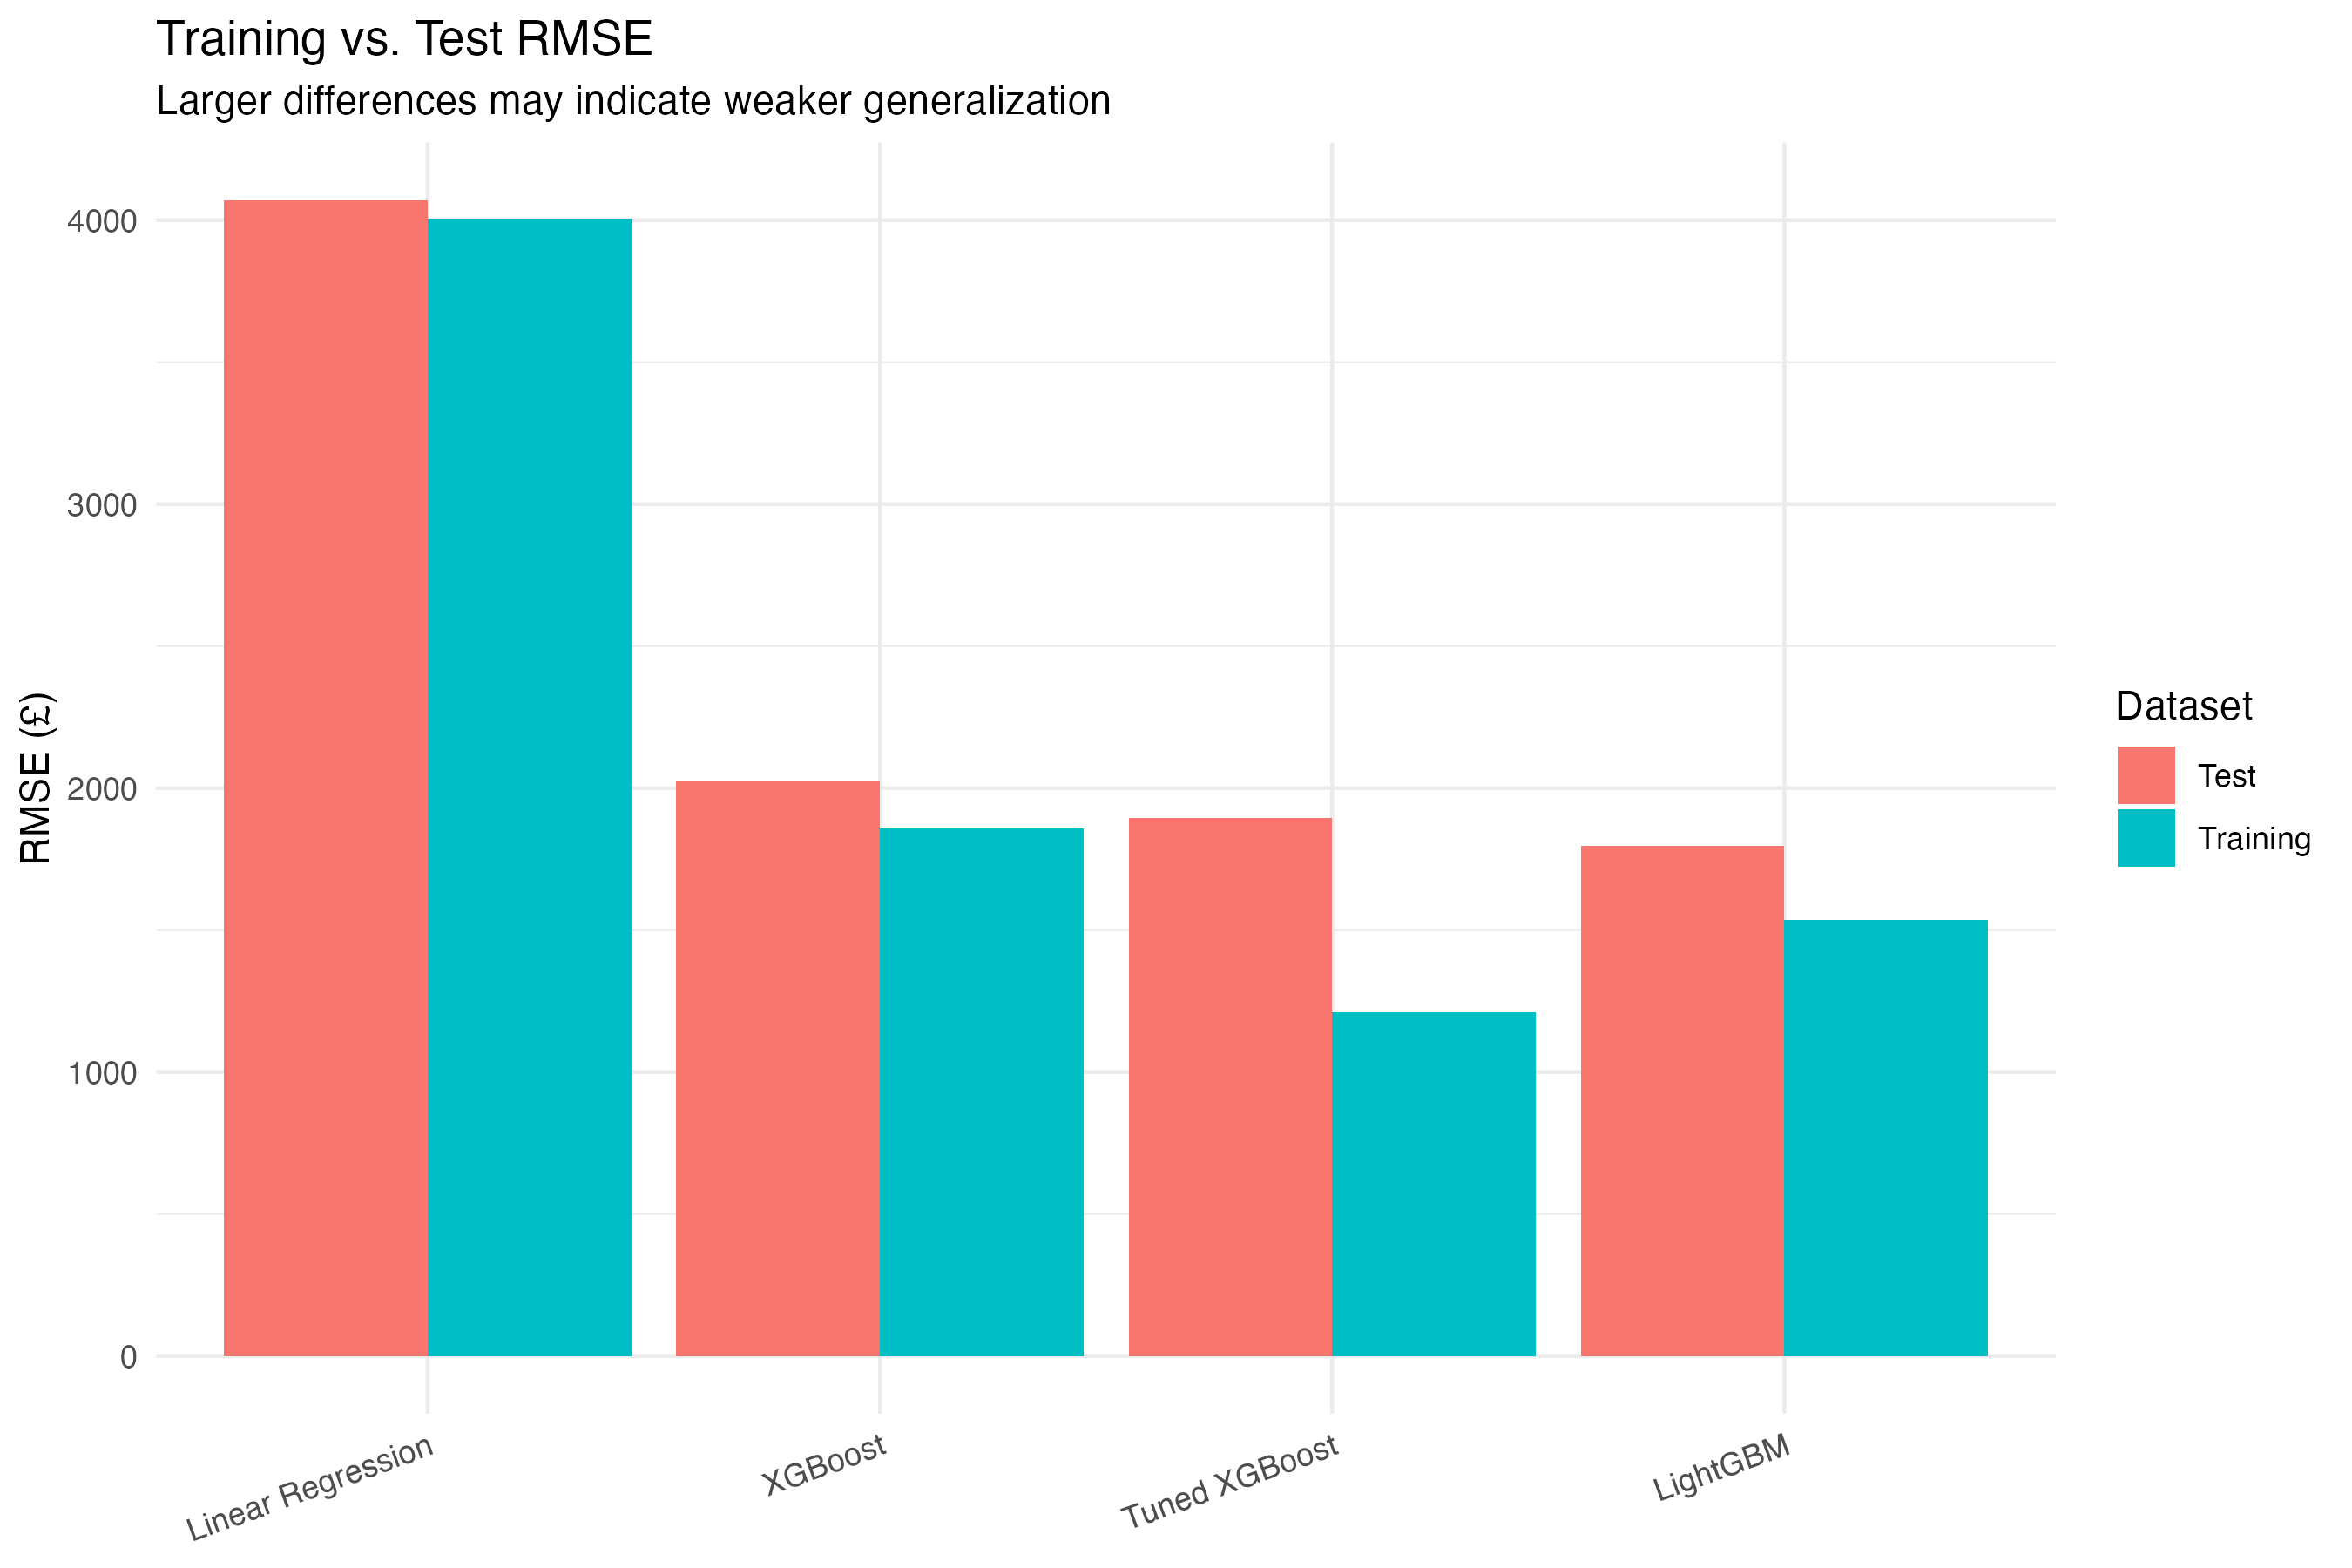 Training vs. Test RMSE
Larger differences may indicate weaker generalization
RMSE (£)
4000
3000
2000
1000
0
Linear Regression
XGBoost
Tuned XGBoost
LightGBM
Dataset
Test
Training